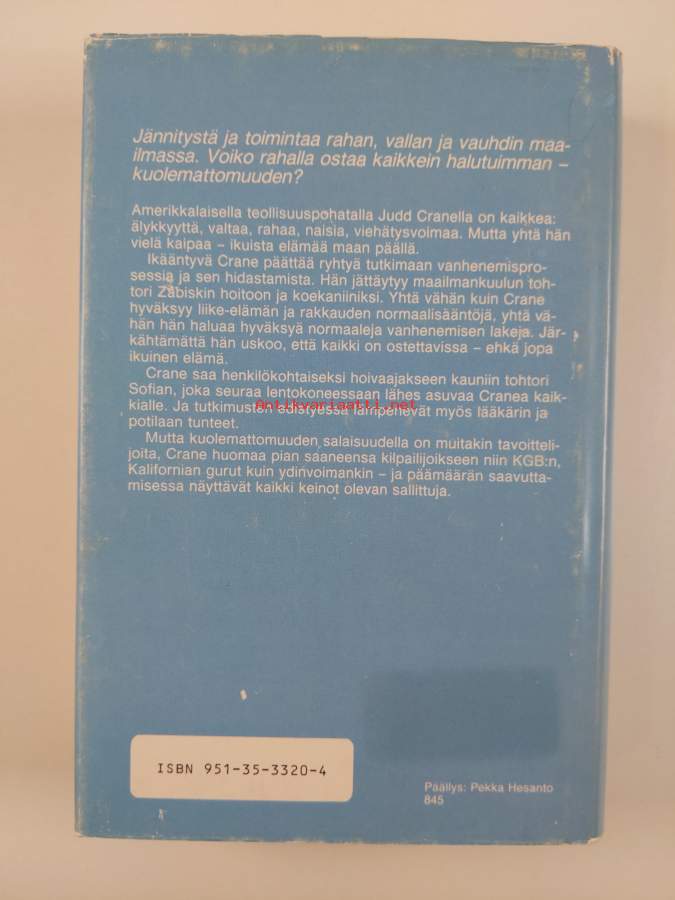 Jännitystä ja toimintaa rahan, vallan ja vauhdin maa-
ilmassa. Voiko rahalla ostaa kaikkein halutuimman –
kuolemattomuuden?
Amerikkalaisella teollisuuspohatalla Judd Cranella on kaikkea:
älykkyyttä, valtaa, rahaa, naisia, viehätysvoimaa. Mutta yhtä hän
vielä kaipaa – ikuista elämää maan päällä.
Ikääntyvä Crane päättää ryhtyä tutkimaan vanhenemispro-
sessia ja sen hidastamista. Hän jättäytyy maailmankuulun toh-
tori Zabiskin hoitoon ja koekaniiniksi. Yhtä vähän kuin Crane
hyväksyy liike-elämän ja rakkauden normaalisääntöjä, yhtä vä-
hän hän haluaa hyväksyä normaaleja vanhenemisen lakeja. Jär-
kähtämättä hän uskoo, että kaikki on ostettavissa – ehkä jopa
ikuinen elämä.
Crane saa henkilökohtaiseksi hoivaajakseen kauniin tohtori
Sofian, joka seuraa lentokoneessaan lähes asuvaa Cranea kaik-
kialle. Ja tutkimusten edistyessä lämpenevät myös lääkärin ja
potilaan tunteet.
Antikvariaatti.net
Mutta kuolemattomuuden salaisuudella on muitakin tavoitteli-
joita, Crane huomaa pian saaneensa kilpailijoikseen niin KGB:n,
Kalifornian gurut kuin ydinvoimankin – ja päämäärän saavutta-
misessa näyttävät kaikki keinot olevan sallittuja.
ISBN 951-35-3320-4
Päällys: Pekka Hesanto
845